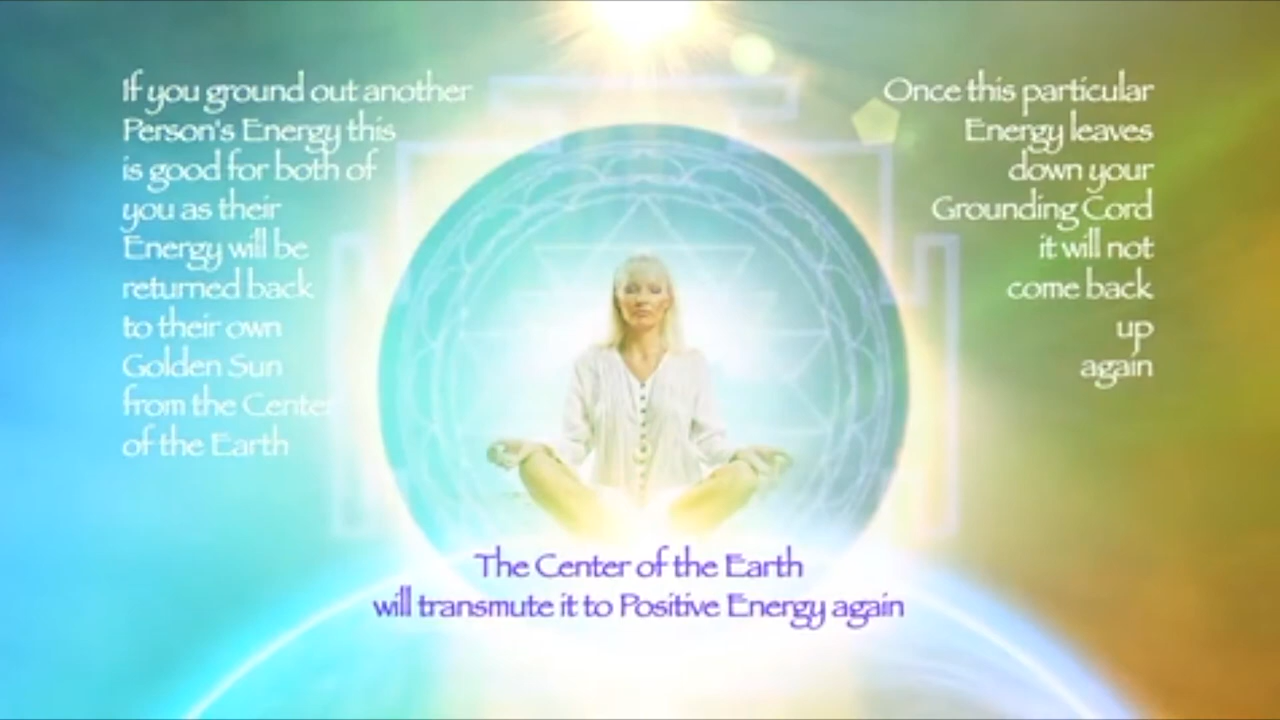 If you ground out another
Person's Energy this
is good for both of
you as their
Energy will be
returned back
to their own
Golden Sun
from the Center
of the Earth
Once this particular
Energy leaves
down your
Grounding Cord
it will not
come back
up
again
The Center of the Earth
will transmute it to Positive Energy again